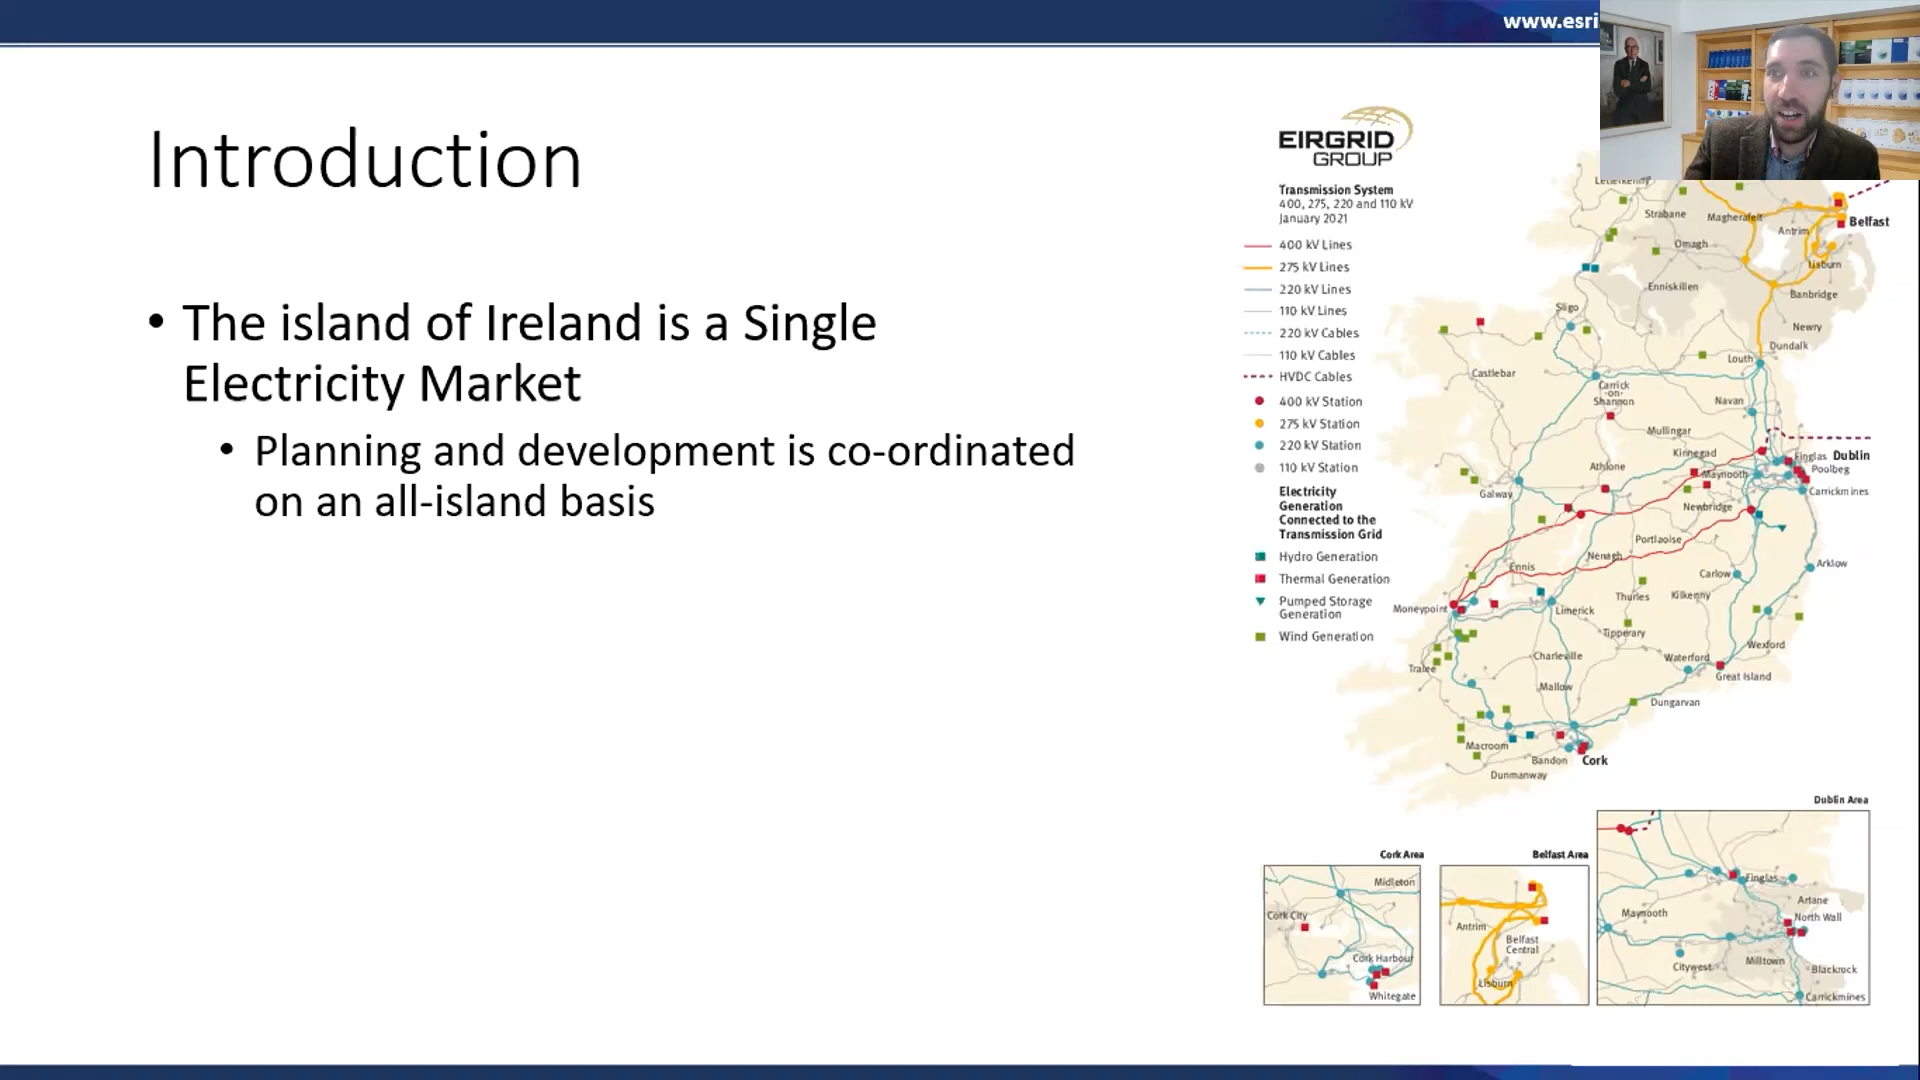 www.esri
Introduction
• The island of Ireland is a Single
Electricity Market
• Planning and development is co-ordinated
on an all-island basis
EIRGRID
GROUP
Transmission System
400, 275, 220 and 110 kV
January 2021
400 kV Lines
275 kV Lines
220 kV Lines
110 kV Lines
220 kV Cables
110 kV Cables
HVDC Cables
400 kV Station
275 kV Station
220 kV Station
110 kV Station
Electricity
Generation
Connected to the
Transmission Grid
Hydro Generation
Thermal Generation
Pumped Storage
Generation
Wind Generation
Letterkenny
Strabane
Magherafelt
Belfast
Antrim
Omagh
Lisburn
Enniskillen
Banbridge
Sligo
Newry
Dundalk
Louth
Castlebar
Carrick
-on-
Shannon
Navan
Mullingar
Kinnegad
Finglas
Dublin
Athlone
Maynooth
Poolbeg
Galway
Carrickmines
Newbridge
Portlaoise
Nenagh
Ennis
Arklow
Carlow
Moneypoint
Limerick
Thurles
Kilkenny
Tipperary
Wexford
Charleville
Waterford
Tralee
Great Island
Mallow
Dungarvan
Macroom
Bandon
Cork
Dunmanway
Cork Area
Midleton
Cork City
Cork Harbour
Whitegate
Belfast Area
Antrim
Belfast
Central
Lisburn
Dublin Area
Finglas
Artane
Maynooth
North Wall
Milltown
Citywest
Blackrock
Carrickmines